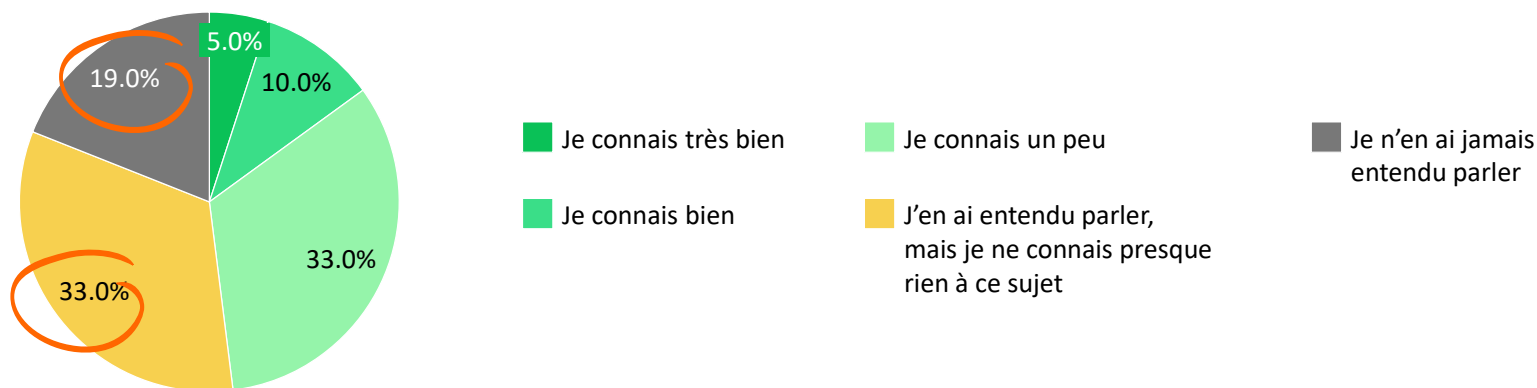 5.0%
10.0%
19.0%
33.0%
33.0%
Je connais très bien
Je connais bien
Je connais un peu
J'en ai entendu parler,
mais je ne connais presque
rien à ce sujet
Je n'en ai jamais
entendu parler